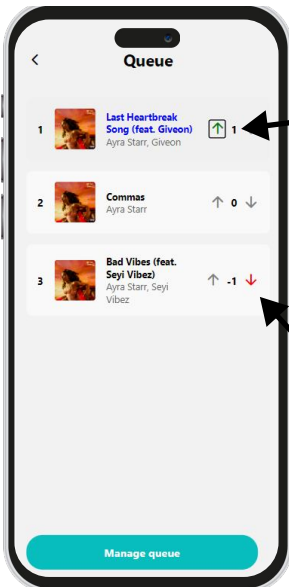 Queue
1
Last Heartbreak
Song (feat. Giveon)
Ayra Starr, Giveon
1
2
Commas
Ayra Starr
0
3
Bad Vibes (feat.
Seyi Vibez)
Ayra Starr, Seyi
Vibez
-1
Manage queue